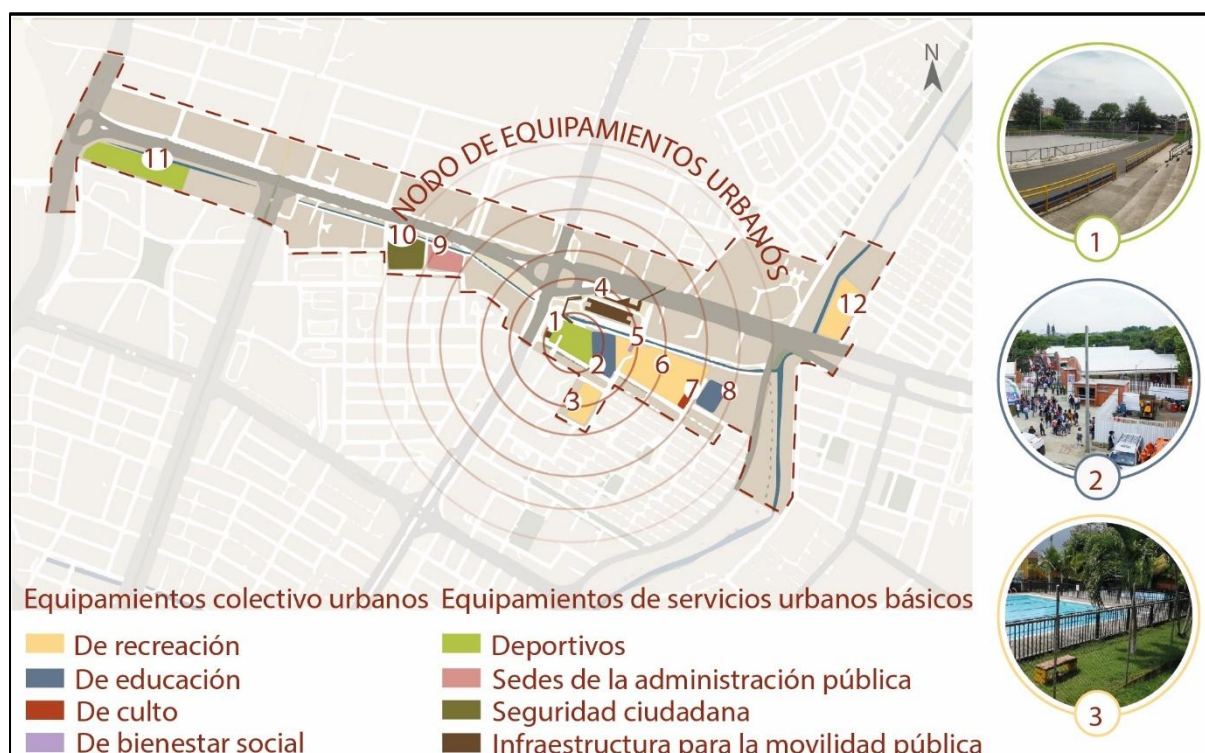 N
NODO DE EQUIPAMIENTOS URBANOS
11
10
9
4
12
1
5
2
6
7
8
3
1
2
3
Equipamientos colectivo urbanos
De recreación
De educación
De culto
De bienestar social
Equipamientos de servicios urbanos básicos
Deportivos
Sedes de la administración pública
Seguridad ciudadana
Infraestructura para la movilidad pública